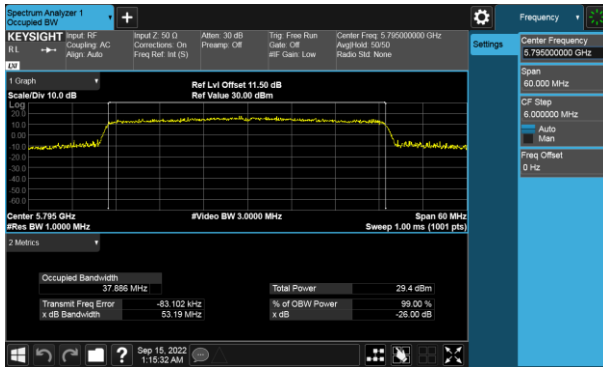 Spectrum Analyzer 1
Occupied BW
+
Frequency
KEYSIGHT
RL
Input: RF
Coupling: AC
Align: Auto
Input Z: 50 Ω
Corrections: On
Freq Ref: Int (S)
Atten: 30 dB
Preamp: Off
Trig: Free Run
Gate: Off
#IF Gain: Low
Center Freq: 5.795000000 GHz
Avg|Hold: 50/50
Radio Std: None
Settings
Center Frequency
5.795000000 GHz
Span
60.000 MHz
CF Step
6.000000 MHz
Auto
Man
Freq Offset
0 Hz
1 Graph
Scale/Div 10.0 dB
Ref Lvl Offset 11.50 dB
Ref Value 30.00 dBm
Log
20.0
10.0
0.00
-10.0
-20.0
-30.0
-40.0
-50.0
-60.0
Center 5.795 GHz
#Video BW 3.0000 MHz
Span 60 MHz
#Res BW 1.0000 MHz
Sweep 1.00 ms (1001 pts)
2 Metrics
Occupied Bandwidth
37.886 MHz
Total Power 29.4 dBm
Transmit Freq Error -83.102 kHz
% of OBW Power 99.00 %
x dB Bandwidth 53.19 MHz
x dB -26.00 dB
?
Sep 15, 2022
1:15:32 AM